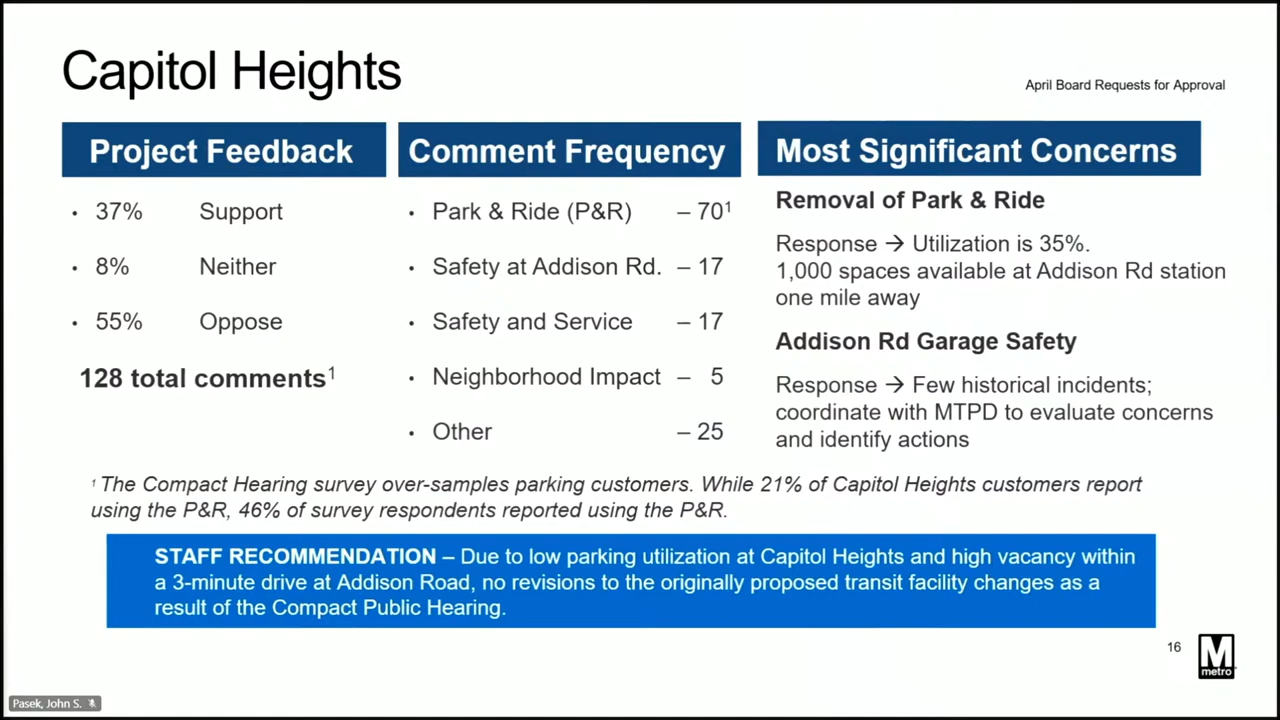 Capitol Heights
April Board Requests for Approval
Project Feedback
• 37% Support
• 8% Neither
• 55% Oppose
128 total comments¹
Comment Frequency
• Park & Ride (P&R) – 70¹
• Safety at Addison Rd. – 17
• Safety and Service – 17
• Neighborhood Impact – 5
• Other – 25
Most Significant Concerns
Removal of Park & Ride
Response → Utilization is 35%.
1,000 spaces available at Addison Rd station
one mile away
Addison Rd Garage Safety
Response → Few historical incidents;
coordinate with MTPD to evaluate concerns
and identify actions
¹ The Compact Hearing survey over-samples parking customers. While 21% of Capitol Heights customers report
using the P&R, 46% of survey respondents reported using the P&R.
STAFF RECOMMENDATION – Due to low parking utilization at Capitol Heights and high vacancy within
a 3-minute drive at Addison Road, no revisions to the originally proposed transit facility changes as a
result of the Compact Public Hearing.
16
M
metro
Pasek, John S.